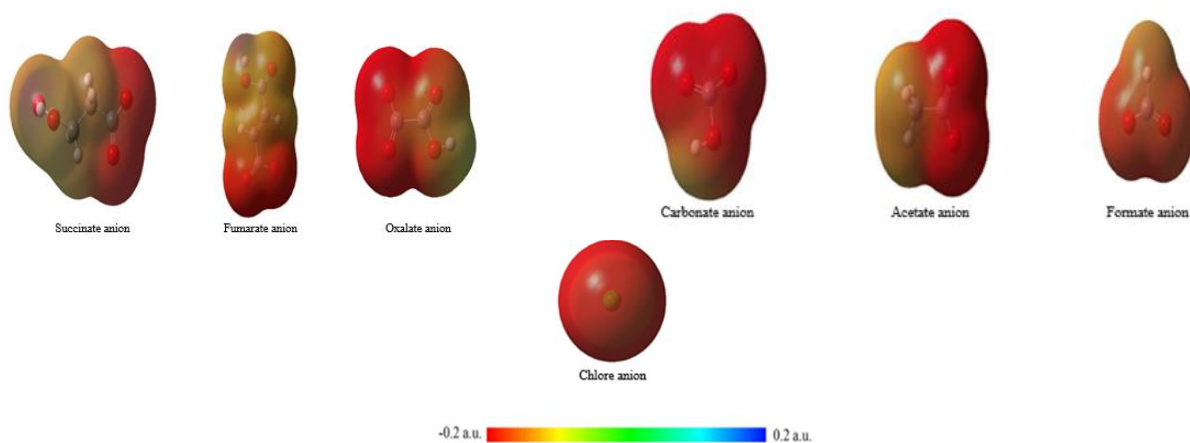 Succinate anion
Fumarate anion
Oxalate anion
Carbonate anion
Acetate anion
Formate anion
Chlore anion
-0.2 a.u.
0.2 a.u.